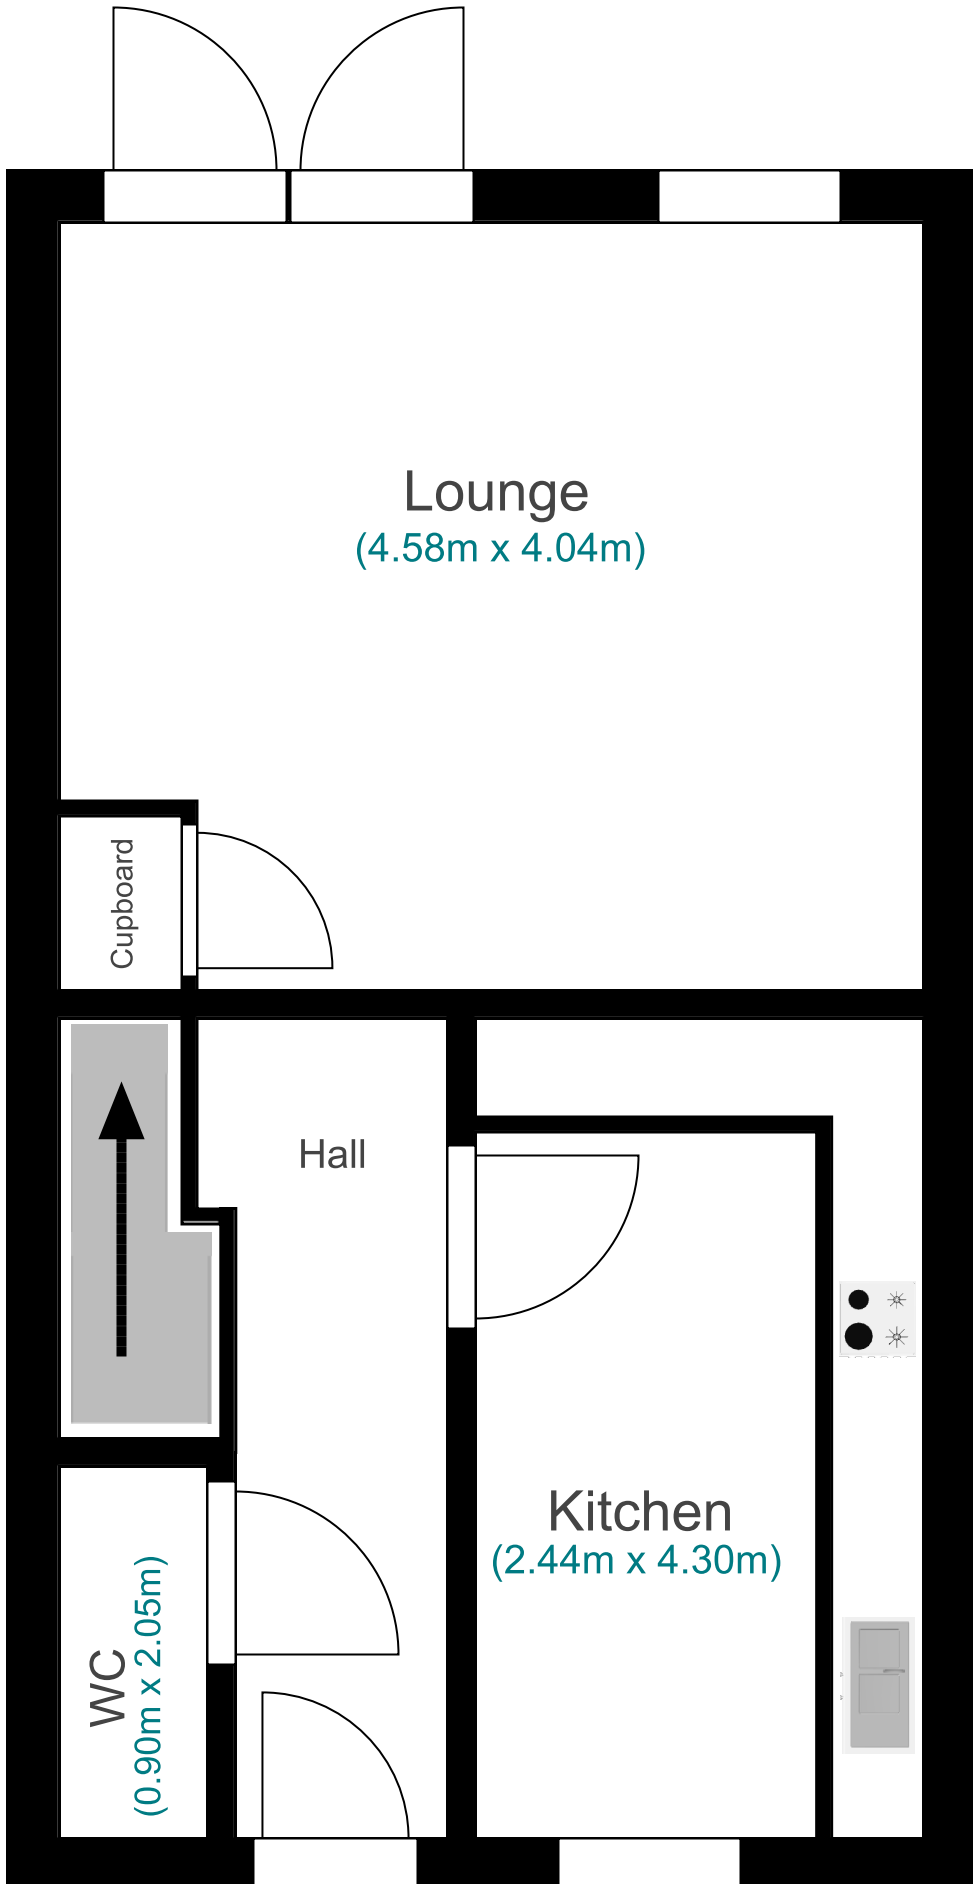 Lounge
(4.58m x 4.04m)
Cupboard
Hall
Kitchen
(2.44m x 4.30m)
WC
(0.90m x 2.05m)